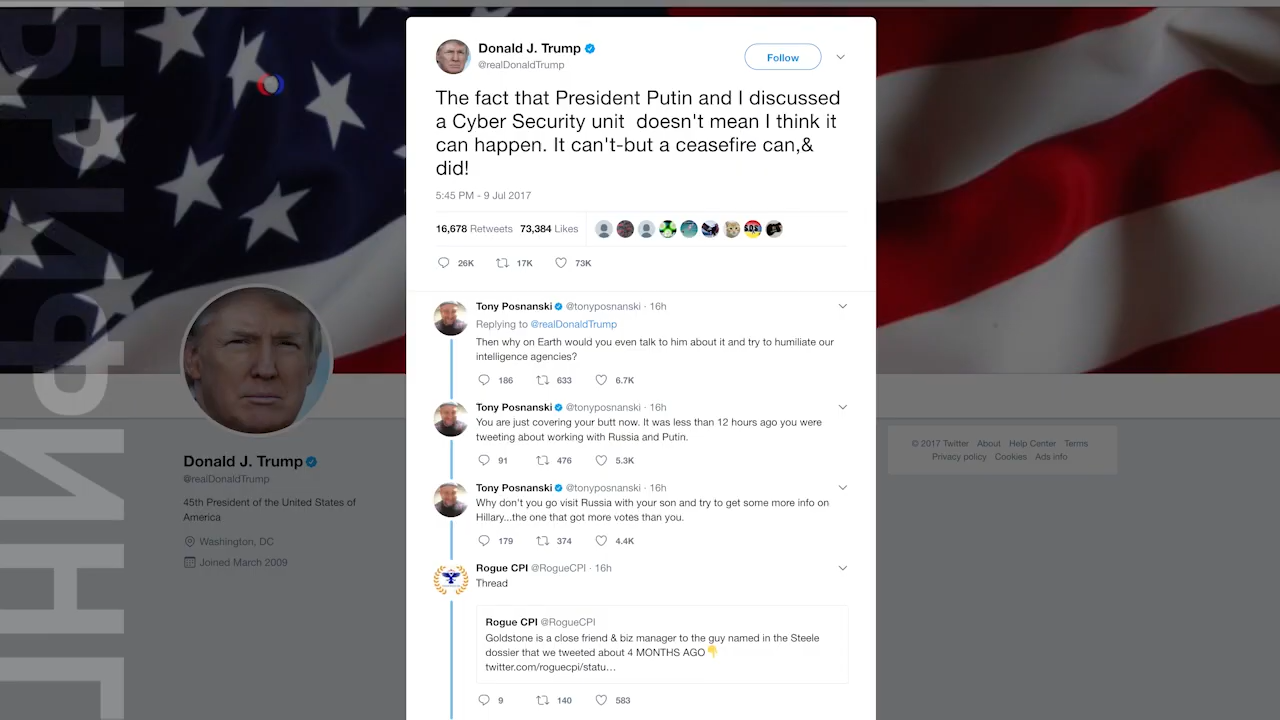 БРИФИНГ
Donald J. Trump
@realDonaldTrump
Follow
The fact that President Putin and I discussed
a Cyber Security unit doesn't mean I think it
can happen. It can't-but a ceasefire can,&
did!
5:45 PM - 9 Jul 2017
16,678 Retweets 73,384 Likes
26K 17K 73K
Tony Posnanski @tonyposnanski · 16h
Replying to @realDonaldTrump
Then why on Earth would you even talk to him about it and try to humiliate our
intelligence agencies?
186 633 6.7K
Tony Posnanski @tonyposnanski · 16h
You are just covering your butt now. It was less than 12 hours ago you were
tweeting about working with Russia and Putin.
91 476 5.3K
Tony Posnanski @tonyposnanski · 16h
Why don't you go visit Russia with your son and try to get some more info on
Hillary...the one that got more votes than you.
179 374 4.4K
Rogue CPI @RogueCPI · 16h
Thread
Rogue CPI @RogueCPI
Goldstone is a close friend & biz manager to the guy named in the Steele
dossier that we tweeted about 4 MONTHS AGO👇
twitter.com/roguecpi/statu…
9 140 583
Donald J. Trump
@realDonaldTrump
45th President of the United States of
America
Washington, DC
Joined March 2009
© 2017 Twitter About Help Center Terms
Privacy policy Cookies Ads info